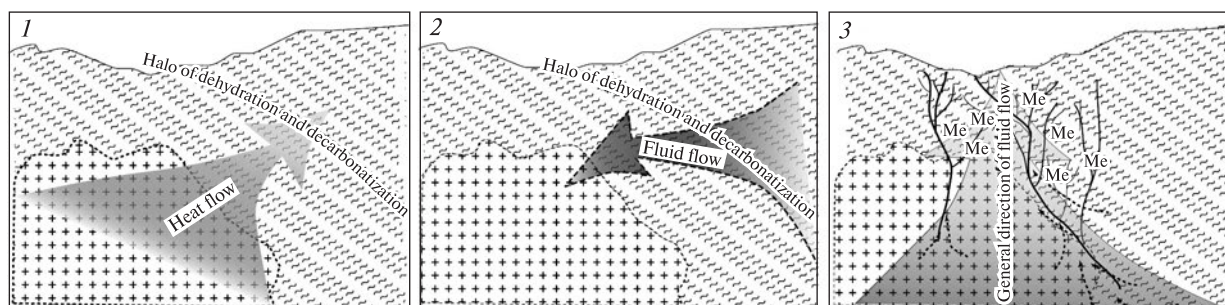 1
Halo of dehydration and decarbonatization
Heat flow
2
Halo of dehydration and decarbonatization
Fluid flow
3
Me
Me
Me
Me
Me
Me
Me
General direction of fluid flow